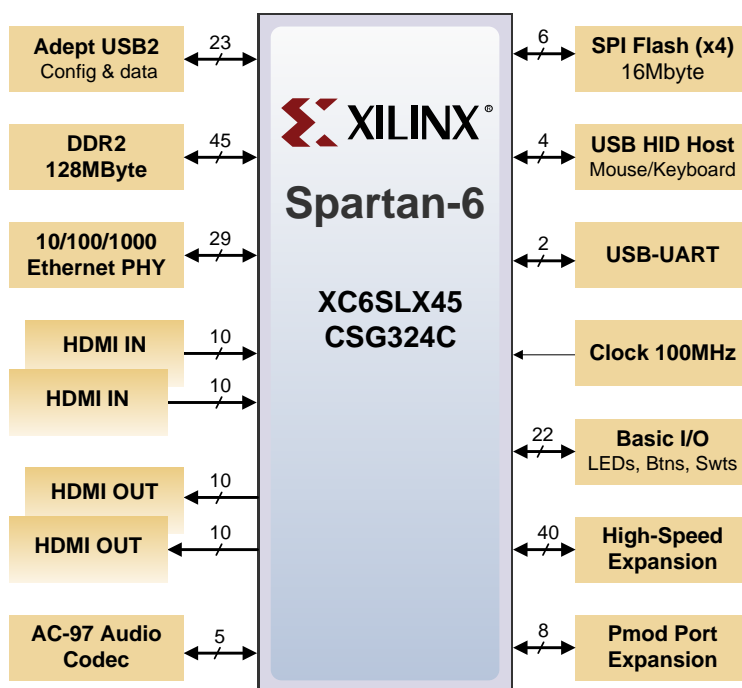 Adept USB2
Config & data
23
DDR2
128MByte
45
10/100/1000
Ethernet PHY
29
HDMI IN
10
HDMI IN
10
HDMI OUT
10
HDMI OUT
10
AC-97 Audio
Codec
5
XILINX®
Spartan-6
XC6SLX45
CSG324C
6
SPI Flash (x4)
16Mbyte
4
USB HID Host
Mouse/Keyboard
2
USB-UART
Clock 100MHz
22
Basic I/O
LEDs, Btns, Swts
40
High-Speed
Expansion
8
Pmod Port
Expansion